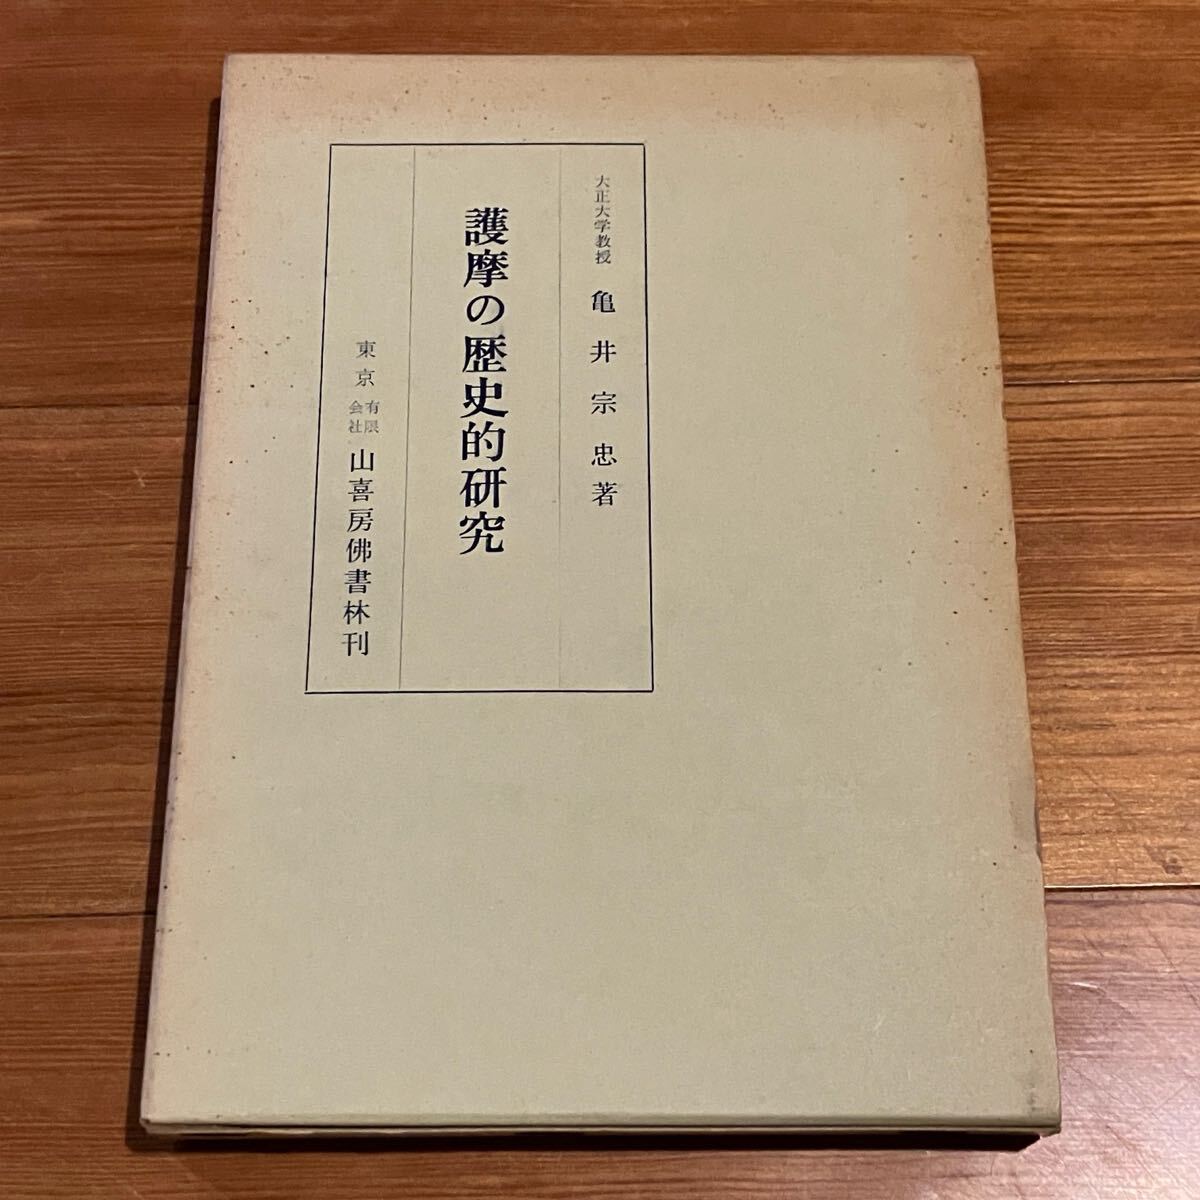 大正大学教授 亀井宗忠著
護摩の歴史的研究
東京 有限会社 山喜房佛書林刊